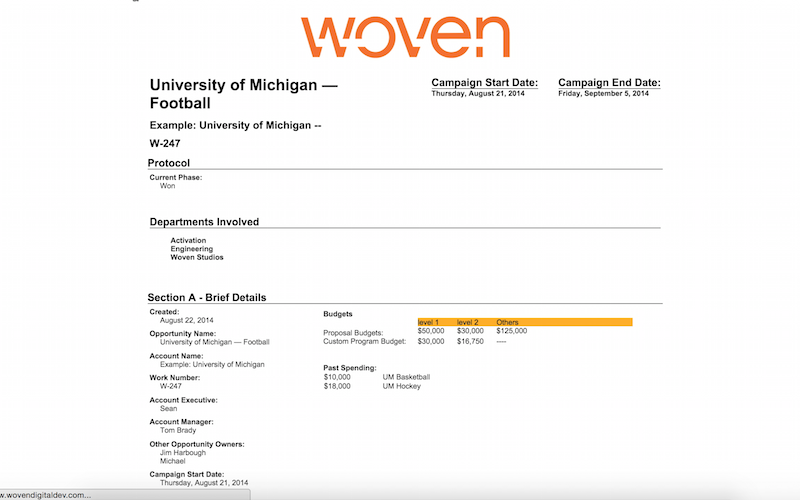 woven
University of Michigan —
Football
Campaign Start Date:
Thursday, August 21, 2014
Campaign End Date:
Friday, September 5, 2014
Example: University of Michigan --
W-247
Protocol
Current Phase:
Won
Departments Involved
Activation
Engineering
Woven Studios
Section A - Brief Details
Created:
August 22, 2014
Opportunity Name:
University of Michigan — Football
Account Name:
Example: University of Michigan
Work Number:
W-247
Account Executive:
Sean
Account Manager:
Tom Brady
Other Opportunity Owners:
Jim Harbough
Michael
Campaign Start Date:
Thursday, August 21, 2014
Budgets
level 1 level 2 Others
Proposal Budgets: $50,000 $30,000 $125,000
Custom Program Budget: $30,000 $16,750 ----
Past Spending:
$10,000 UM Basketball
$18,000 UM Hockey
w.wovendigitaldev.com...